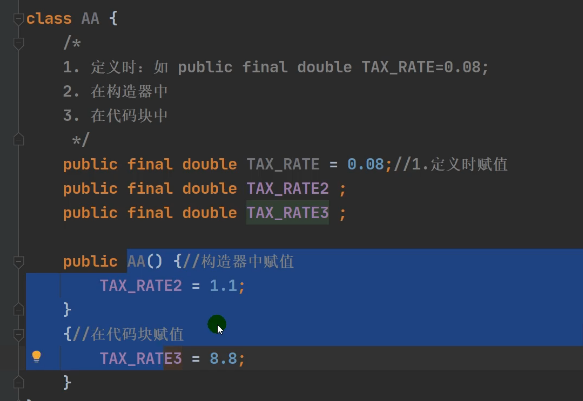 class AA {
/*
1. 定义时：如 public final double TAX_RATE=0.08;
2. 在构造器中
3. 在代码块中
*/
public final double TAX_RATE = 0.08;//1.定义时赋值
public final double TAX_RATE2 ;
public final double TAX_RATE3 ;
public AA() {//构造器中赋值
TAX_RATE2 = 1.1;
}
{//在代码块赋值
TAX_RATE3 = 8.8;
}